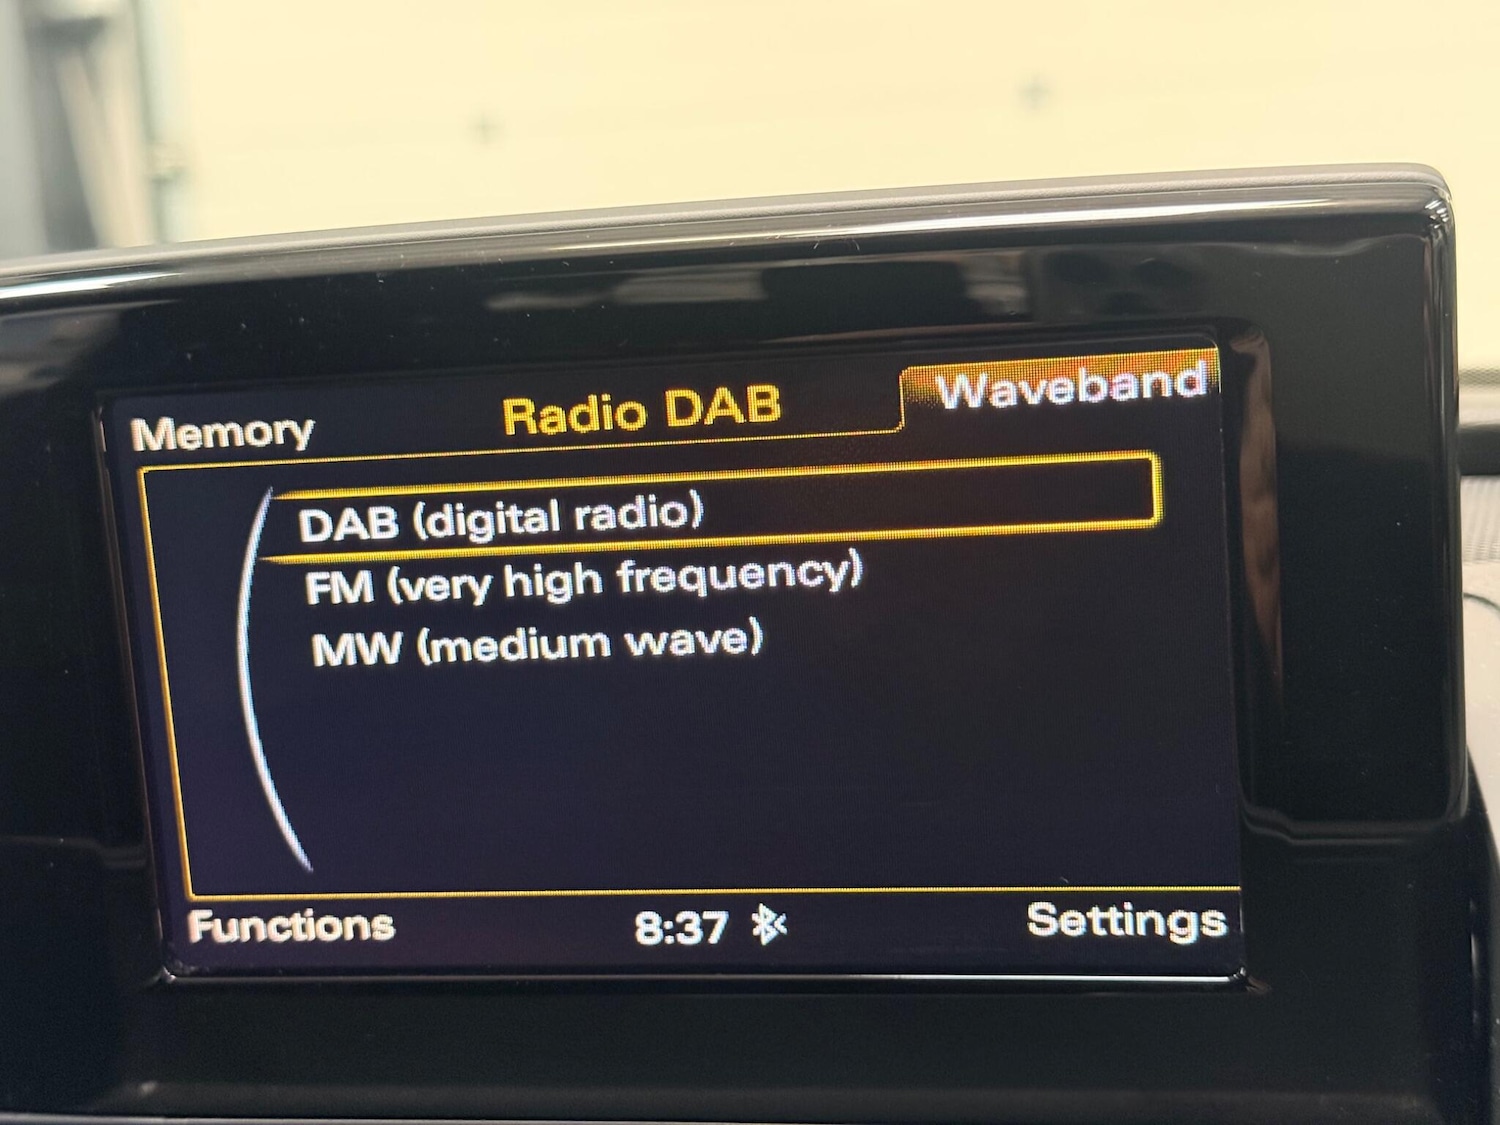 Memory
Radio DAB
Waveband
DAB (digital radio)
FM (very high frequency)
MW (medium wave)
Functions
8:37
Settings